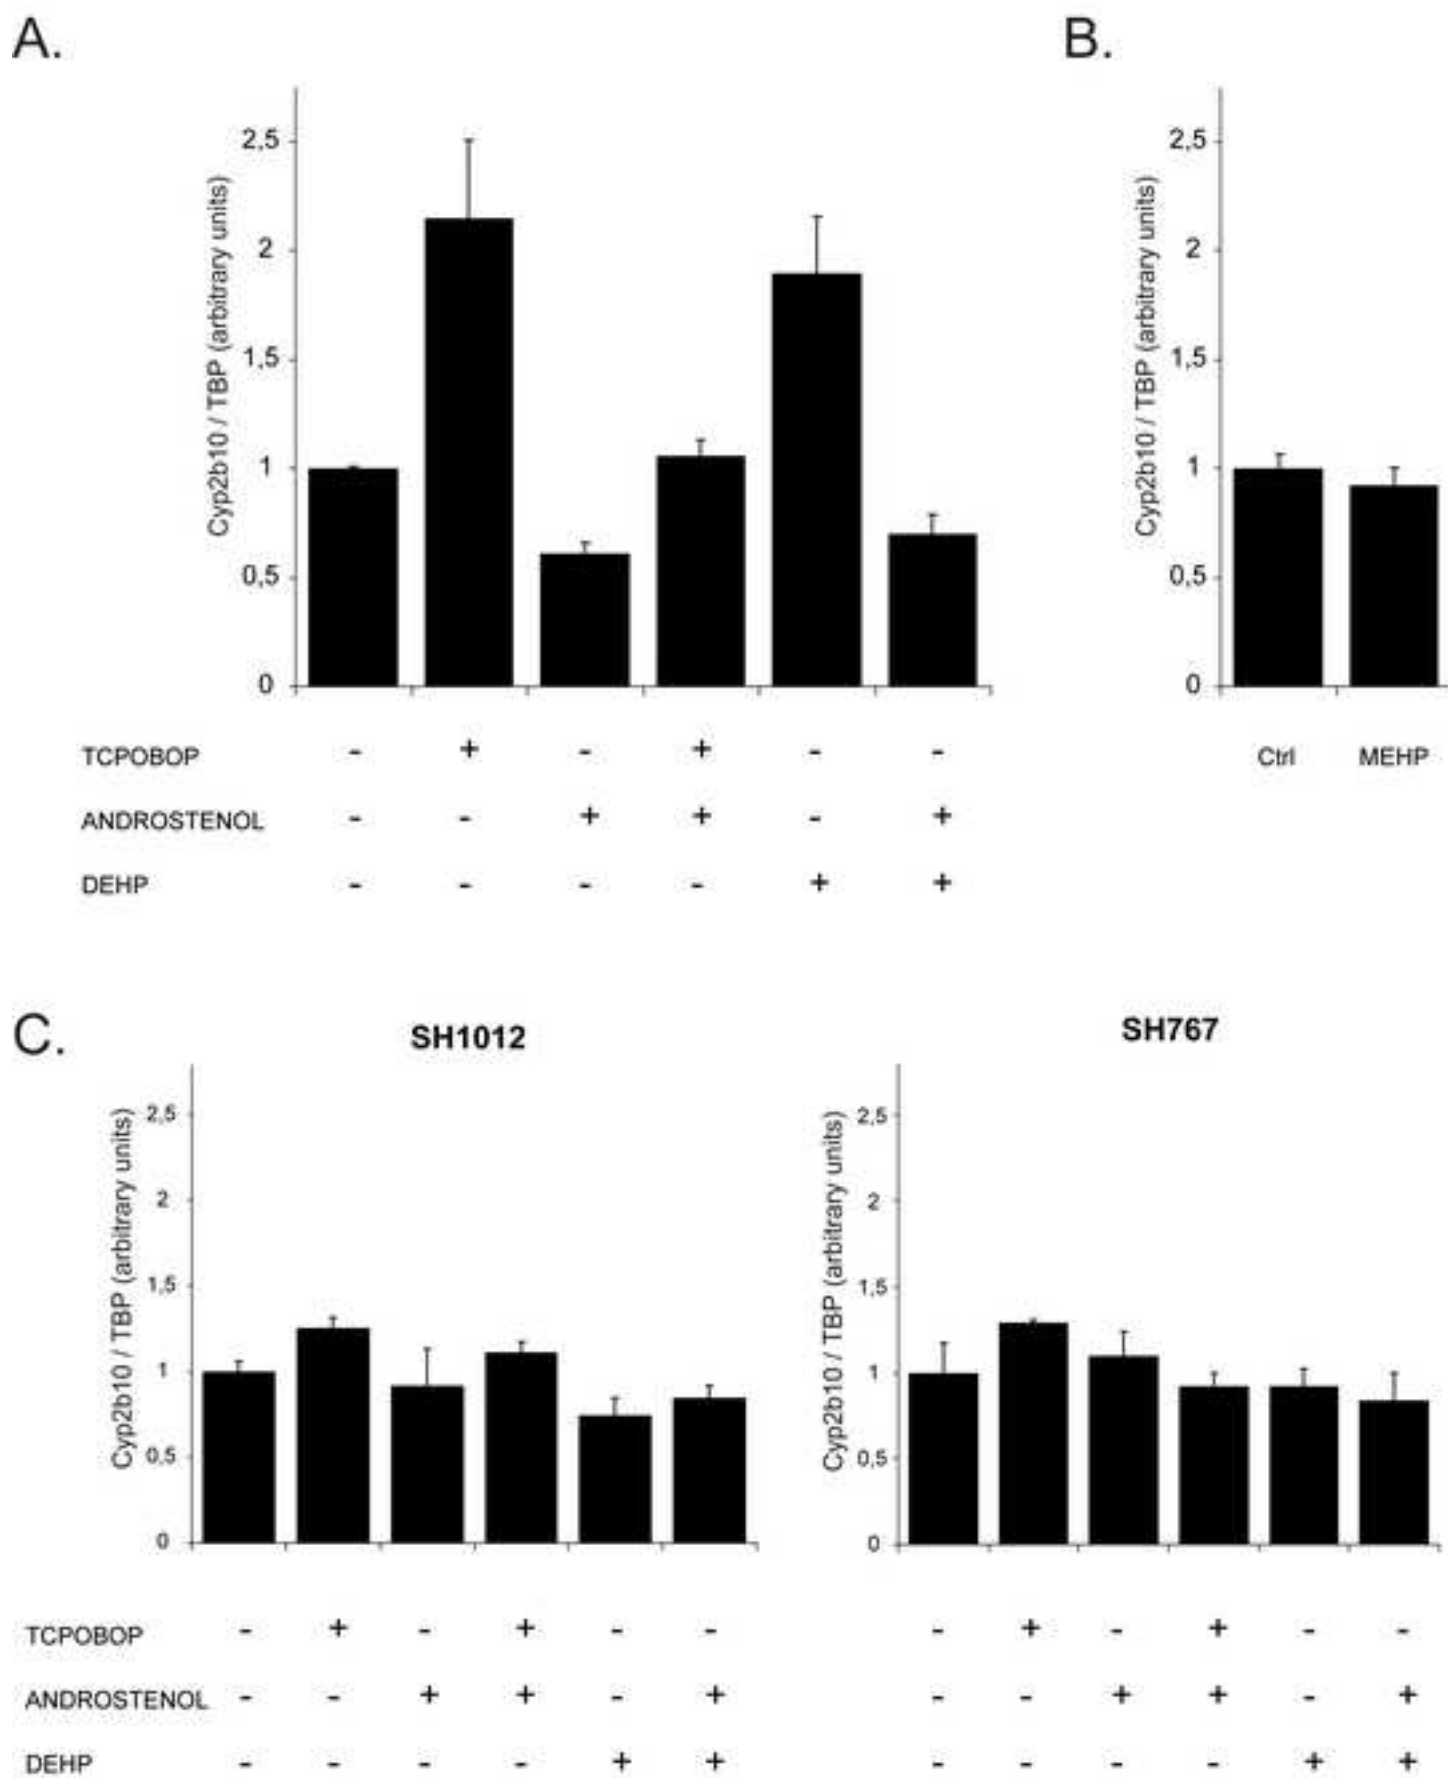 A.
Cyp2b10 / TBP (arbitrary units)
2,5
2
1,5
1
0,5
0
TCPOBOP - + - + - -
ANDROSTENOL - - + + - +
DEHP - - - - + +
B.
Cyp2b10 / TBP (arbitrary units)
2,5
2
1,5
1
0,5
0
Ctrl MEHP
C.
SH1012
Cyp2b10 / TBP (arbitrary units)
2,5
2
1,5
1
0,5
0
SH767
Cyp2b10 / TBP (arbitrary units)
2,5
2
1,5
1
0,5
0
TCPOBOP - + - + - - - + - + - -
ANDROSTENOL - - + + - + - - + + - +
DEHP - - - - + + - - - - + +